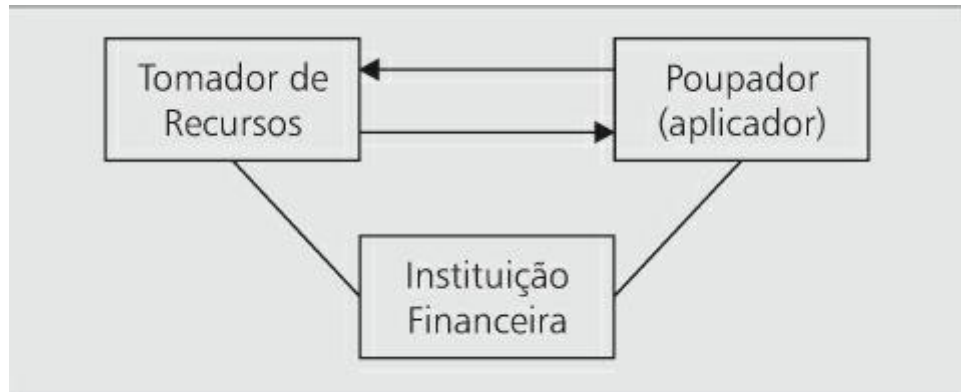 Tomador de
Recursos
Poupador
(aplicador)
Instituição
Financeira